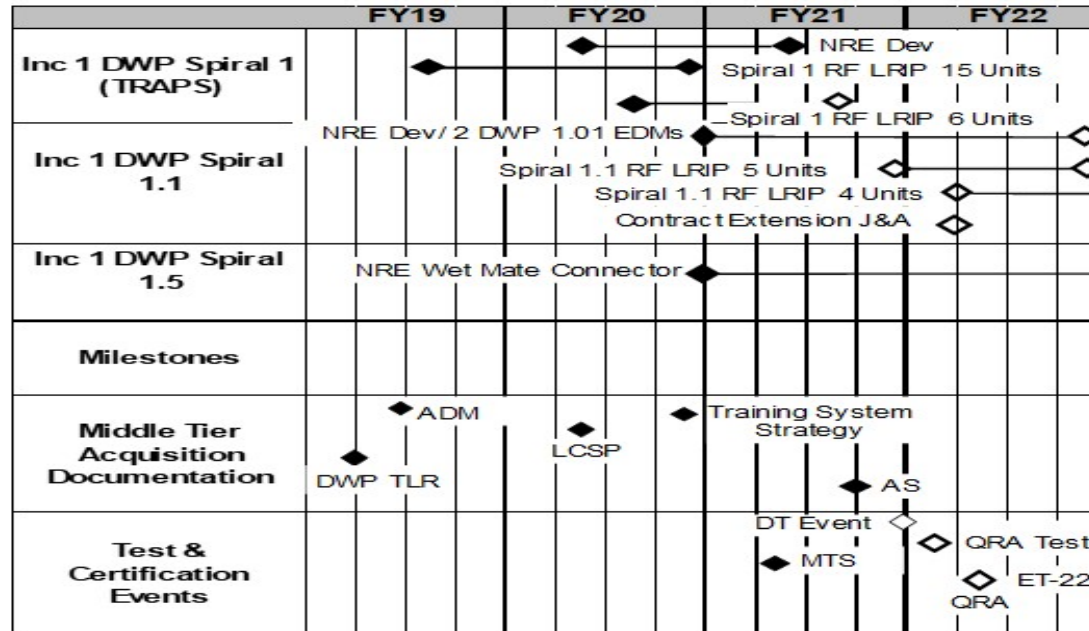 FY19 FY20 FY21 FY22
Inc 1 DWP Spiral 1
(TRAPS)
NRE Dev
Spiral 1 RF LRIP 15 Units
Spiral 1 RF LRIP 6 Units
Inc 1 DWP Spiral
1.1
NRE Dev/ 2 DWP 1.01 EDMs
Spiral 1.1 RF LRIP 5 Units
Spiral 1.1 RF LRIP 4 Units
Contract Extension J&A
Inc 1 DWP Spiral
1.5
NRE Wet Mate Connector
Milestones
Middle Tier
Acquisition
Documentation
ADM
DWP TLR
LCSP
Training System
Strategy
AS
Test &
Certification
Events
DT Event
MTS
QRA Test
ET-22
QRA